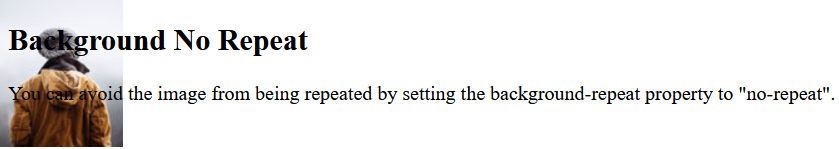 Background No Repeat
You can avoid the image from being repeated by setting the background-repeat property to "no-repeat".